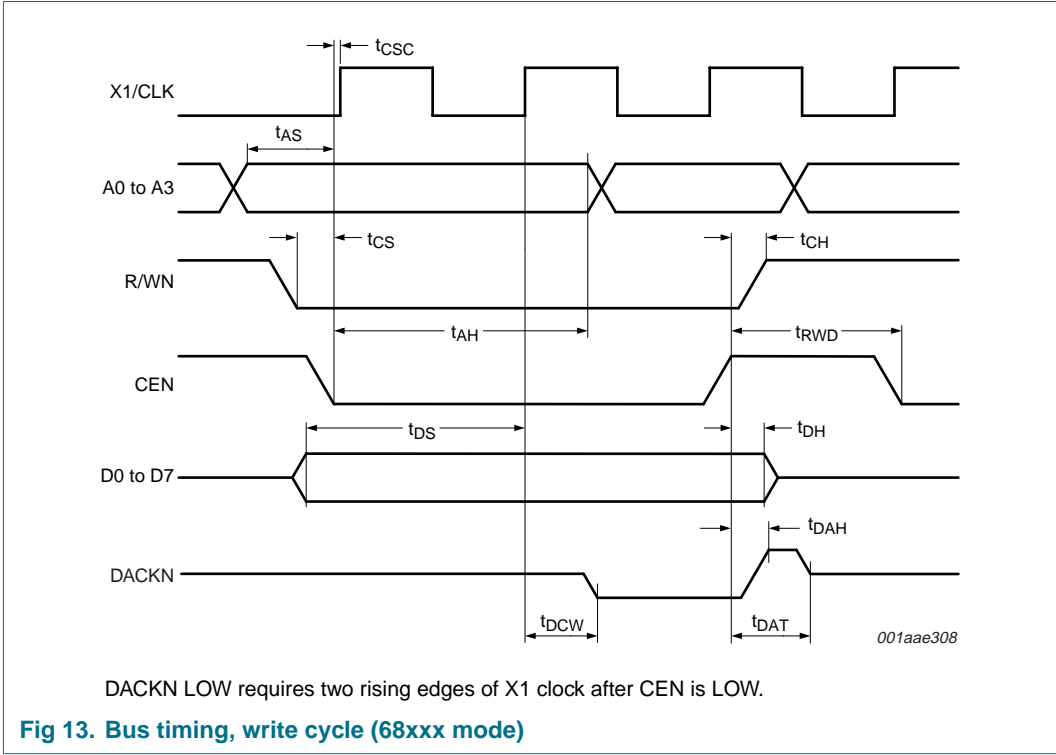 tCSC
X1/CLK
tAS
A0 to A3
tCS
tCH
R/WN
tAH
tRWD
CEN
tDS
tDH
D0 to D7
tDAH
DACKN
tDCW
tDAT
001aae308
DACKN LOW requires two rising edges of X1 clock after CEN is LOW.
Fig 13. Bus timing, write cycle (68xxx mode)